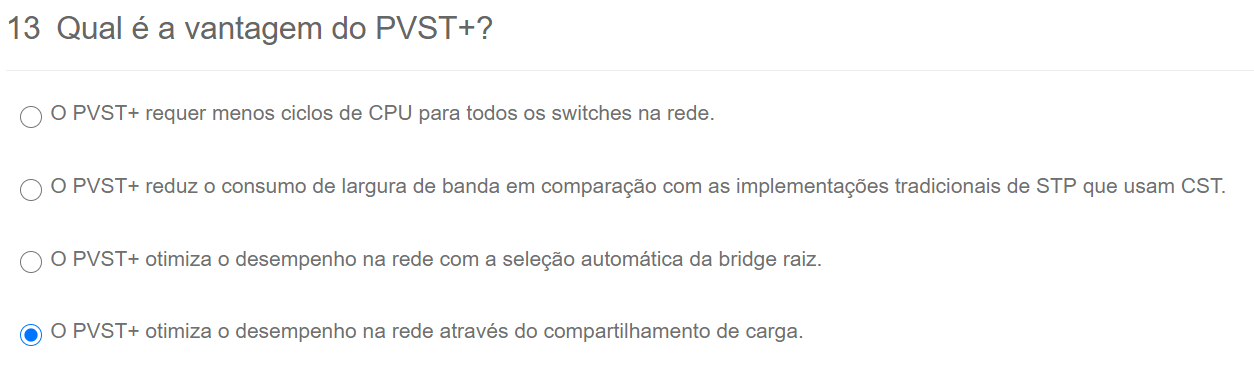 13 Qual é a vantagem do PVST+?
O PVST+ requer menos ciclos de CPU para todos os switches na rede.
O PVST+ reduz o consumo de largura de banda em comparação com as implementações tradicionais de STP que usam CST.
O PVST+ otimiza o desempenho na rede com a seleção automática da bridge raiz.
O PVST+ otimiza o desempenho na rede através do compartilhamento de carga.